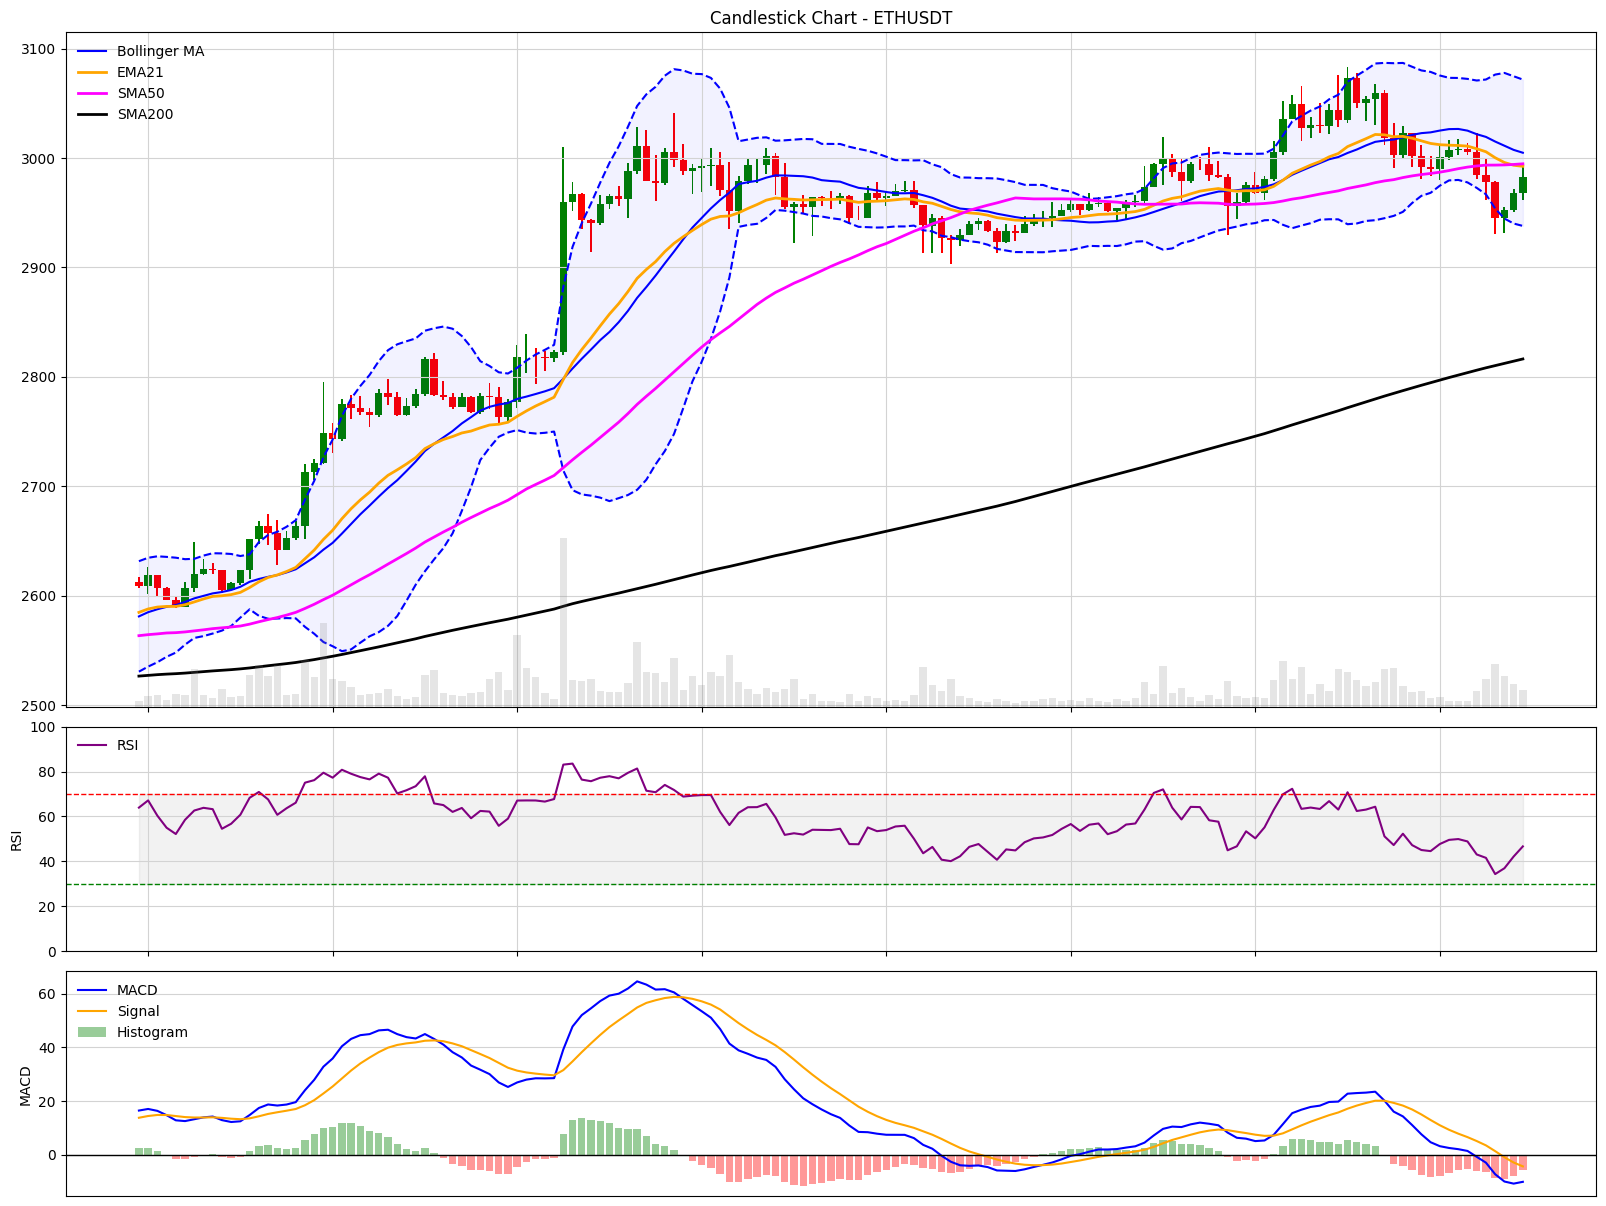 Candlestick Chart - ETHUSDT
3100
3000
2900
2800
2700
2600
2500
Bollinger MA
EMA21
SMA50
SMA200
100
80
60
40
20
0
RSI
RSI
60
40
20
0
MACD
MACD
Signal
Histogram